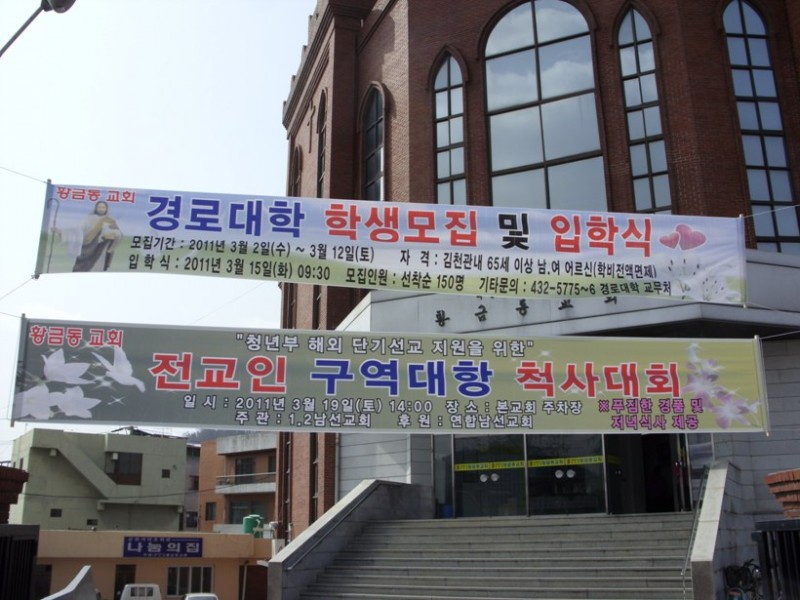 황금동 교회
경로대학 학생모집 및 입학식
모집기간 : 2011년 3월 2일(수) ~ 3월 12일(토) 자 격 : 김천관내 65세 이상 남,여 어르신(학비전액면제)
입 학 식 : 2011년 3월 15일(화) 09:30 모집인원 : 선착순 150명 기타문의 : 432-5775~6 경로대학 교무처
황금동교회
황금동 교회
"청년부 해외 단기선교 지원을 위한"
전교인 구역대항 척사대회
일 시 : 2011년 3월 19일(토) 14:00 장 소 : 본교회 주차장
주 관 : 1.2남선교회 후 원 : 연합남선교회
※푸짐한 경품 및
저녁식사 제공
나눔의집